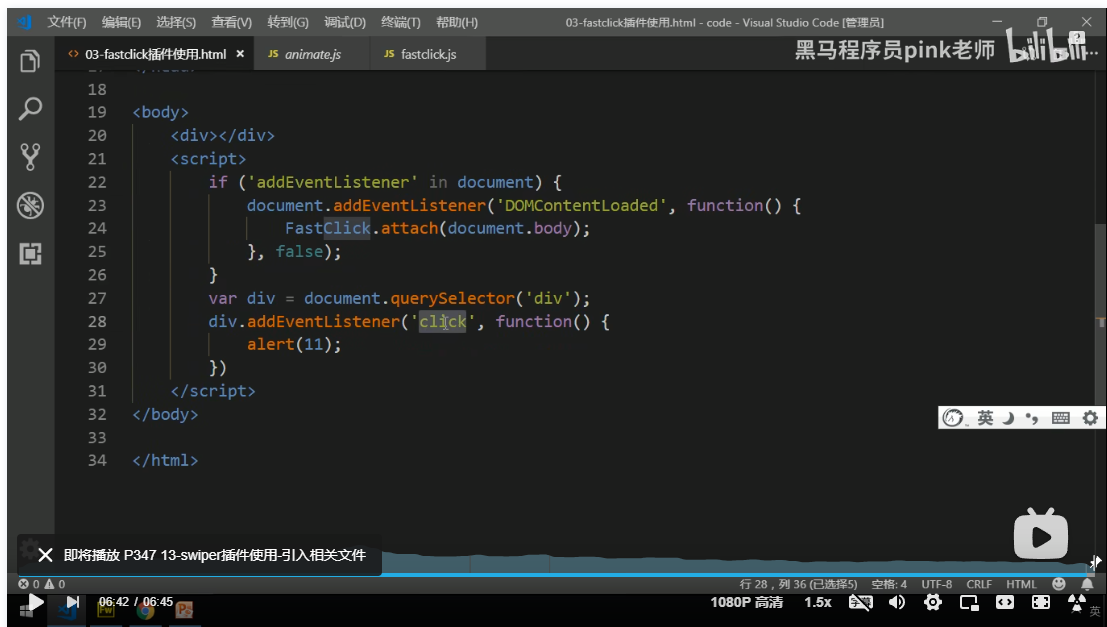 文件(F) 编辑(E) 选择(S) 查看(V) 转到(G) 调试(D) 终端(T) 帮助(H) 03-fastclick插件使用.html - code - Visual Studio Code [管理员]
03-fastclick插件使用.html × JS animate.js JS fastclick.js
黑马程序员pink老师 bilibili
18
19 <body>
20 <div></div>
21 <script>
22 if ('addEventListener' in document) {
23 document.addEventListener('DOMContentLoaded', function() {
24 FastClick.attach(document.body);
25 }, false);
26 }
27 var div = document.querySelector('div');
28 div.addEventListener('click', function() {
29 alert(11);
30 })
31 </script>
32 </body>
33
34 </html>
英
即将播放 P347 13-swiper插件使用-引入相关文件
0 0 行 28，列 36 (已选择5) 空格: 4 UTF-8 CRLF HTML
06:42 / 06:45 1080P 高清 1.5x
英